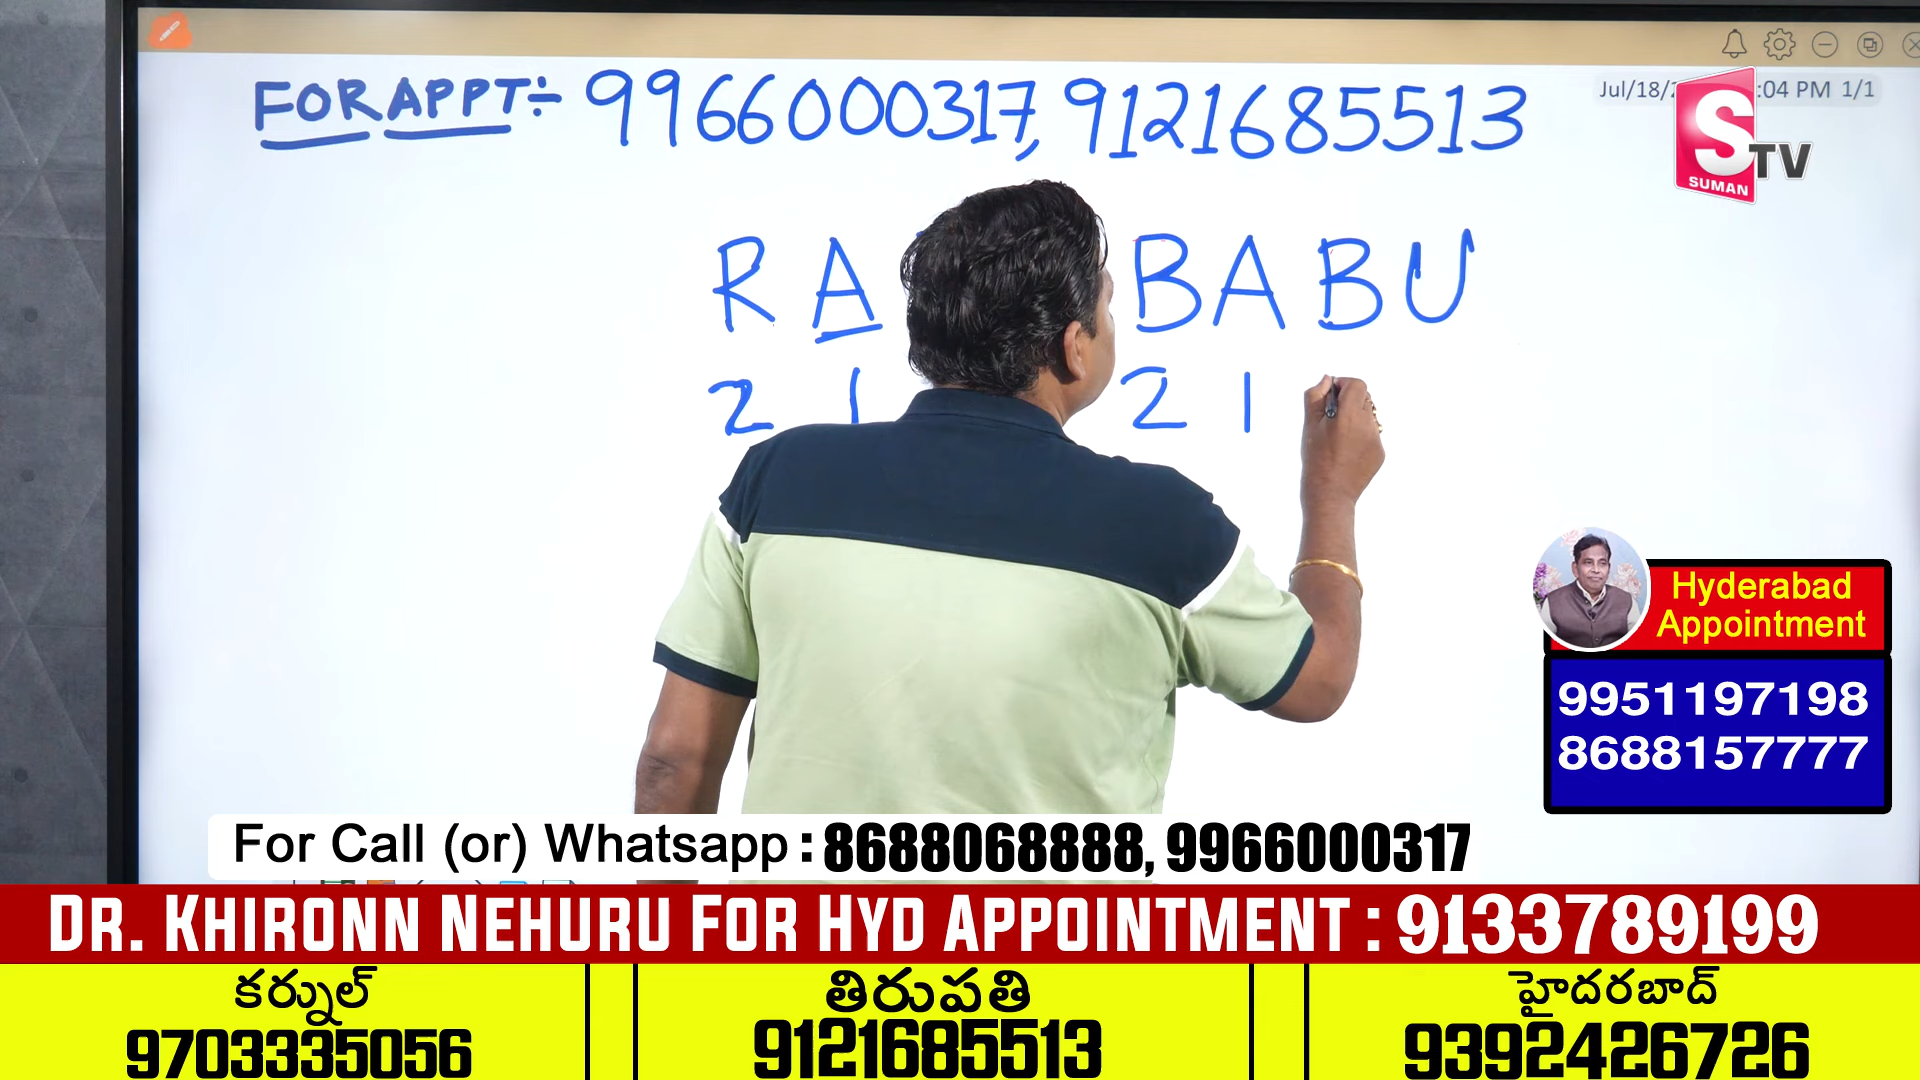 FOR APPT:- 9966000317, 9121685513
Jul/18/2 :04 PM 1/1
S TV
SUMAN
R A BABU
2 1 2 1
Hyderabad
Appointment
9951197198
8688157777
For Call (or) Whatsapp : 8688068888, 9966000317
DR. KHIRONN NEHURU FOR HYD APPOINTMENT : 9133789199
కర్నుల్ తిరుపతి హైదరబాద్
9703335056 9121685513 9392426726